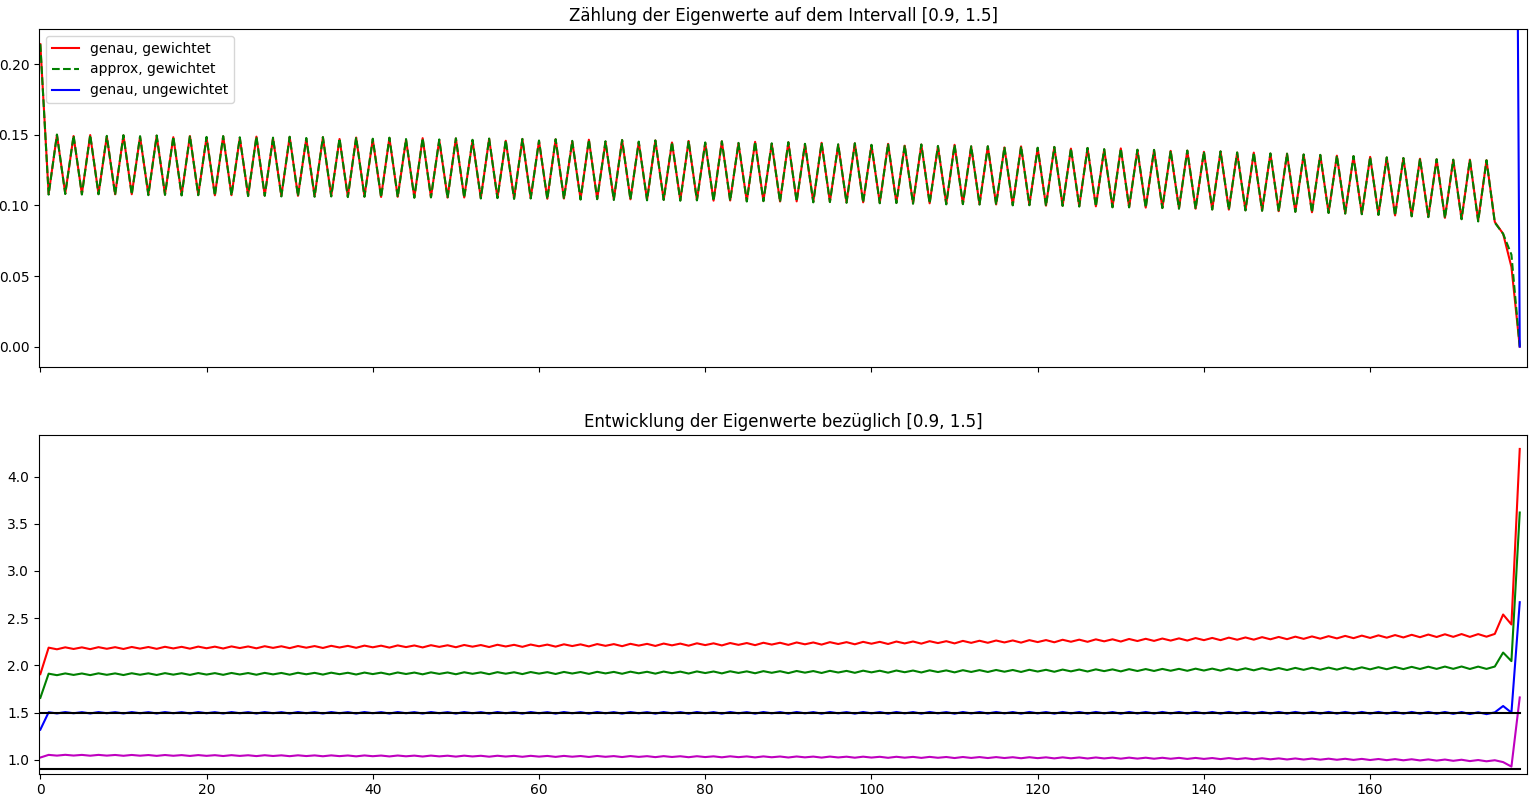 Zählung der Eigenwerte auf dem Intervall [0.9, 1.5]
genau, gewichtet
approx, gewichtet
genau, ungewichtet
0.20
0.15
0.10
0.05
0.00
Entwicklung der Eigenwerte bezüglich [0.9, 1.5]
4.0
3.5
3.0
2.5
2.0
1.5
1.0
0 20 40 60 80 100 120 140 160